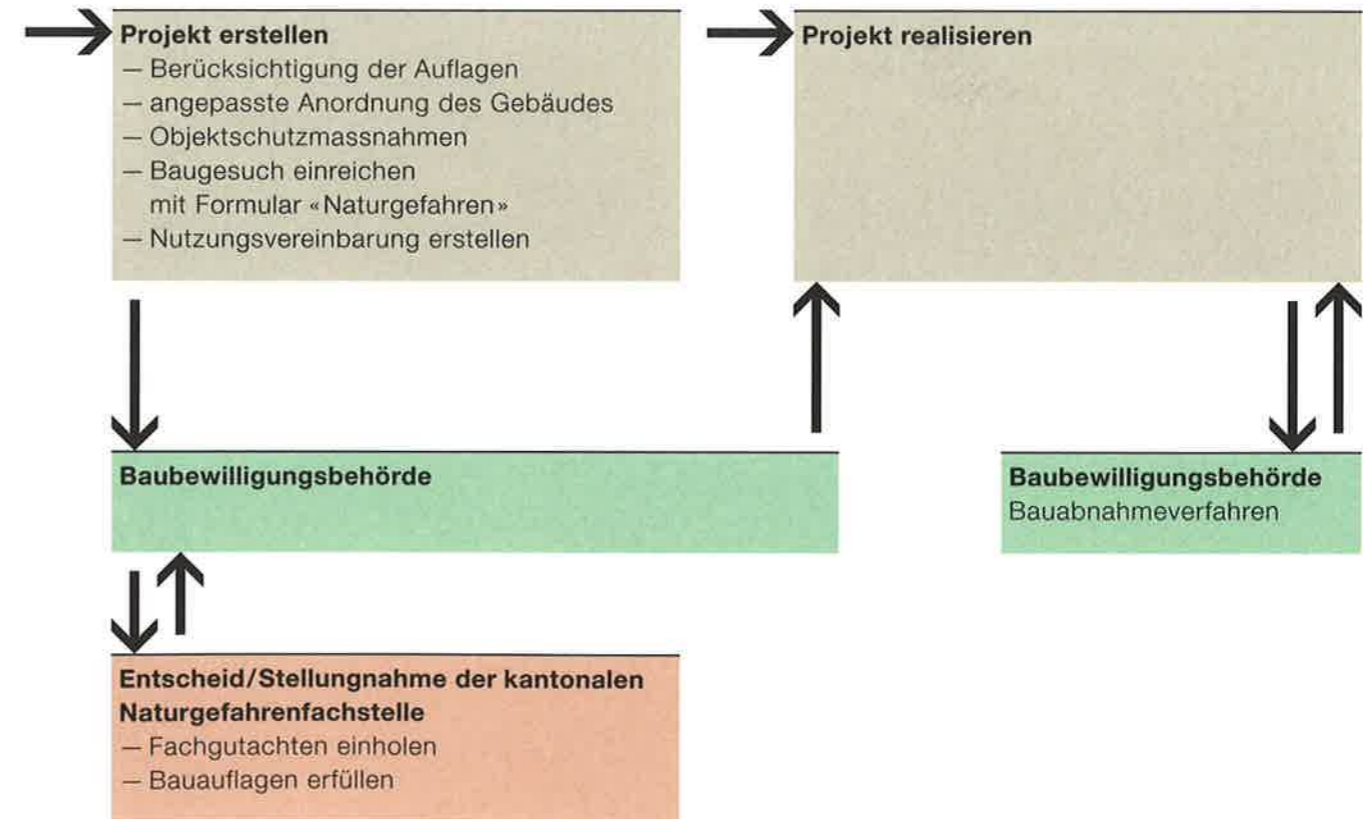 Projekt erstellen
— Berücksichtigung der Auflagen
— angepasste Anordnung des Gebäudes
— Objektschutzmassnahmen
— Baugesuch einreichen
mit Formular «Naturgefahren»
— Nutzungsvereinbarung erstellen
Projekt realisieren
Baubewilligungsbehörde
Baubewilligungsbehörde
Bauabnahmeverfahren
Entscheid/Stellungnahme der kantonalen
Naturgefahrenfachstelle
— Fachgutachten einholen
— Bauauflagen erfüllen